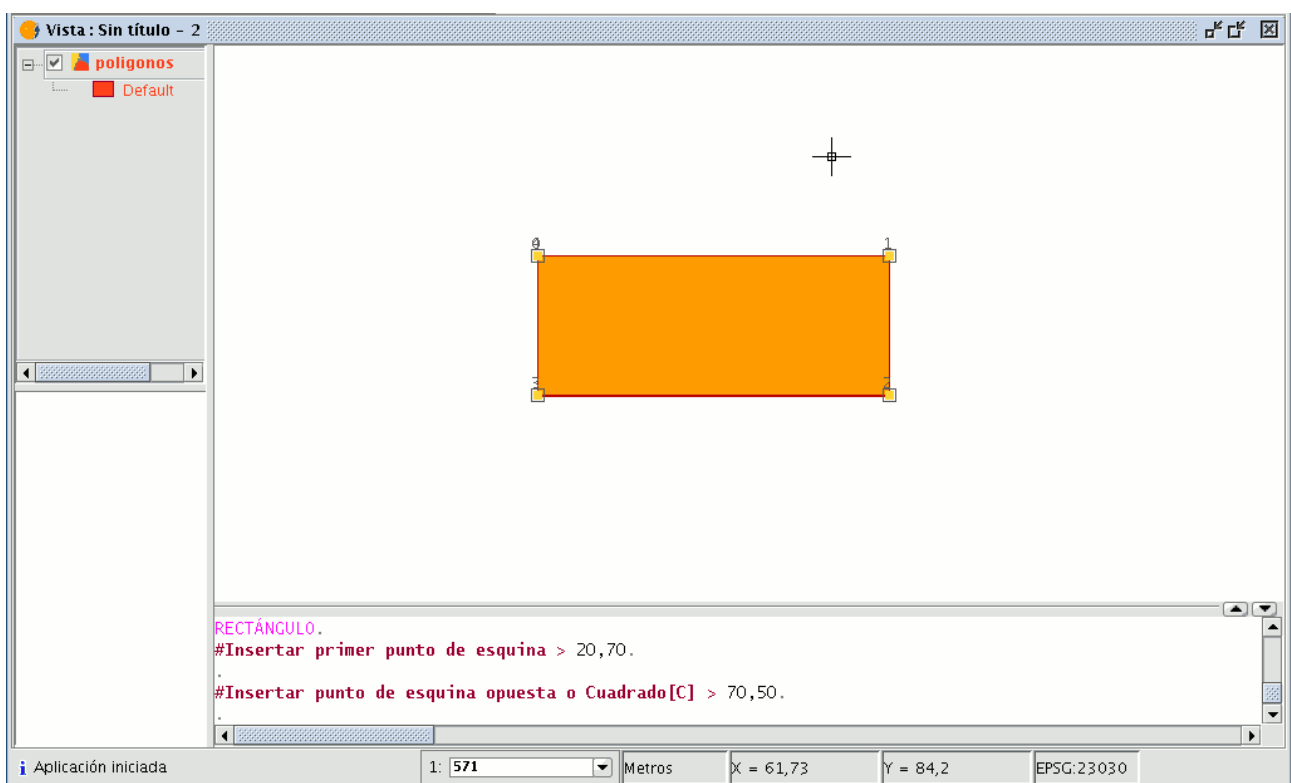 Vista : Sin título - 2
poligonos
Default
1
2
3
RECTÁNGULO.
#Insertar primer punto de esquina > 20,70.
.
#Insertar punto de esquina opuesta o Cuadrado[C] > 70,50.
.
i Aplicación iniciada
1: 571
Metros
X = 61,73
Y = 84,2
EPSG:23030